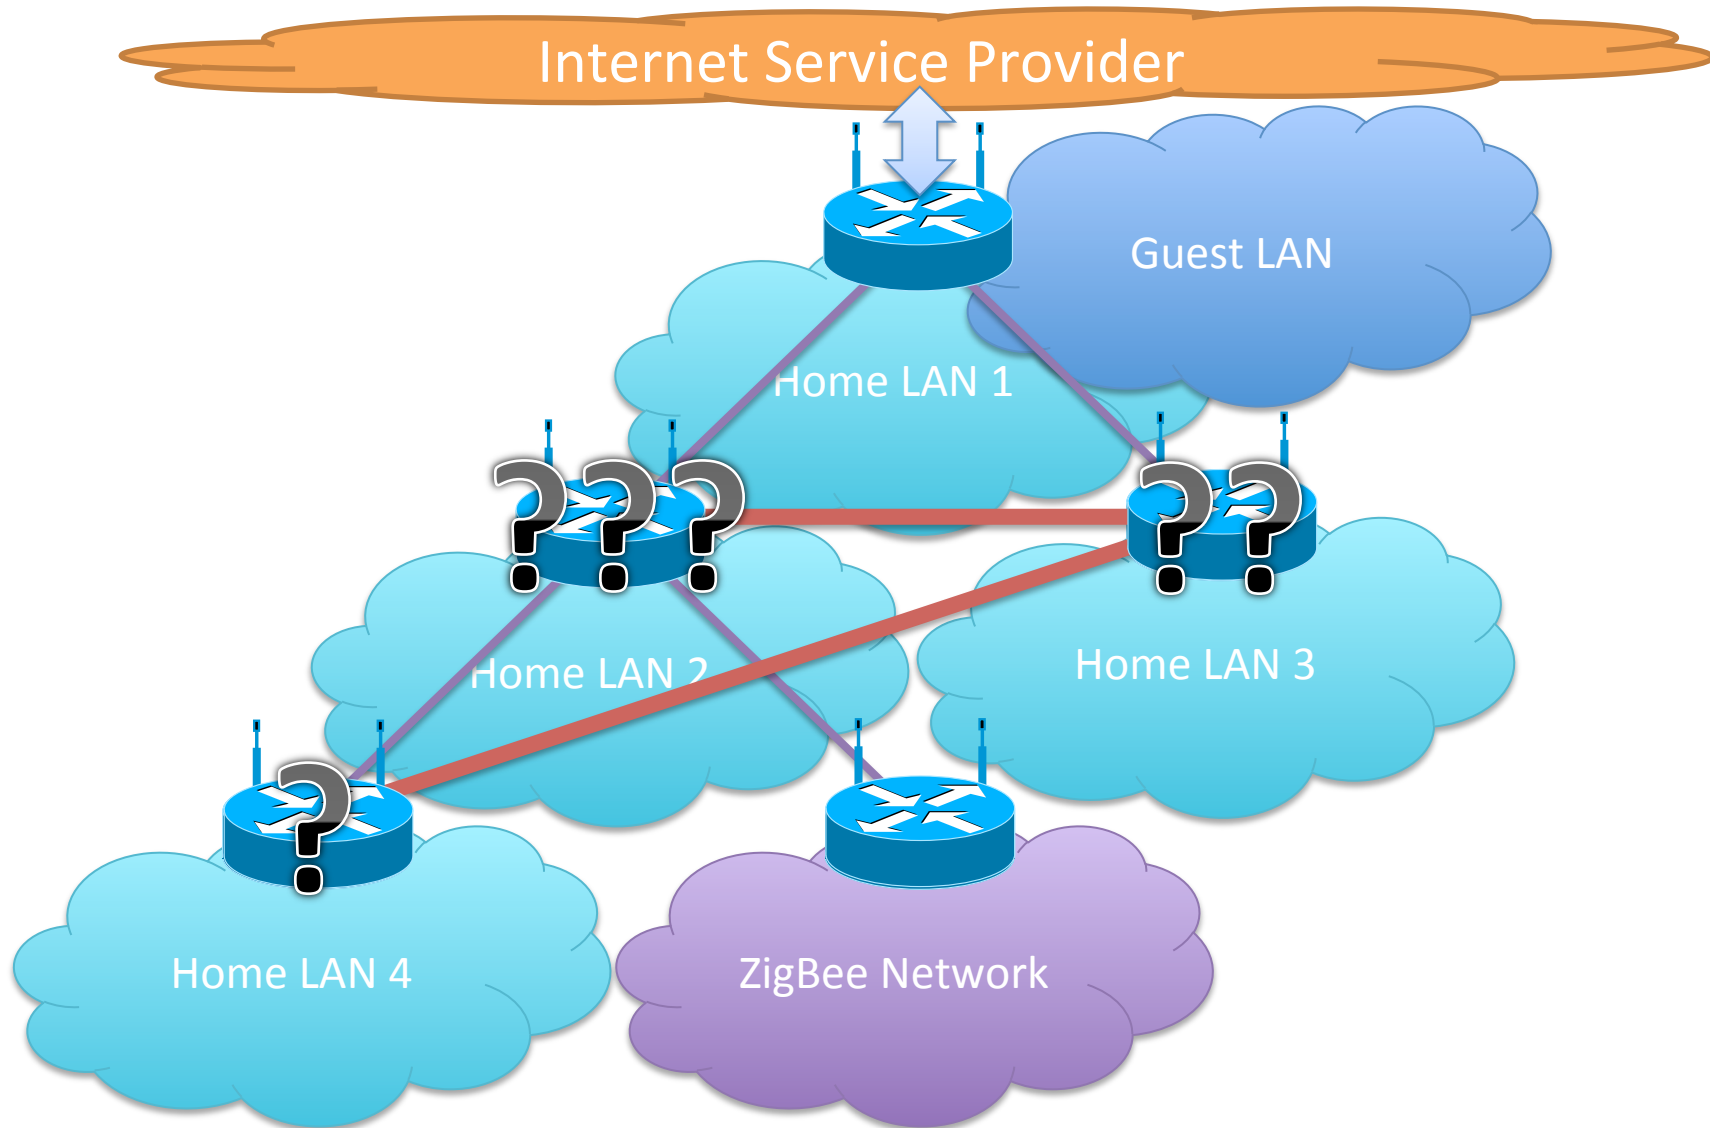 Internet Service Provider
Guest LAN
Home LAN 1
? ? ?
? ?
Home LAN 2
Home LAN 3
?
Home LAN 4
ZigBee Network